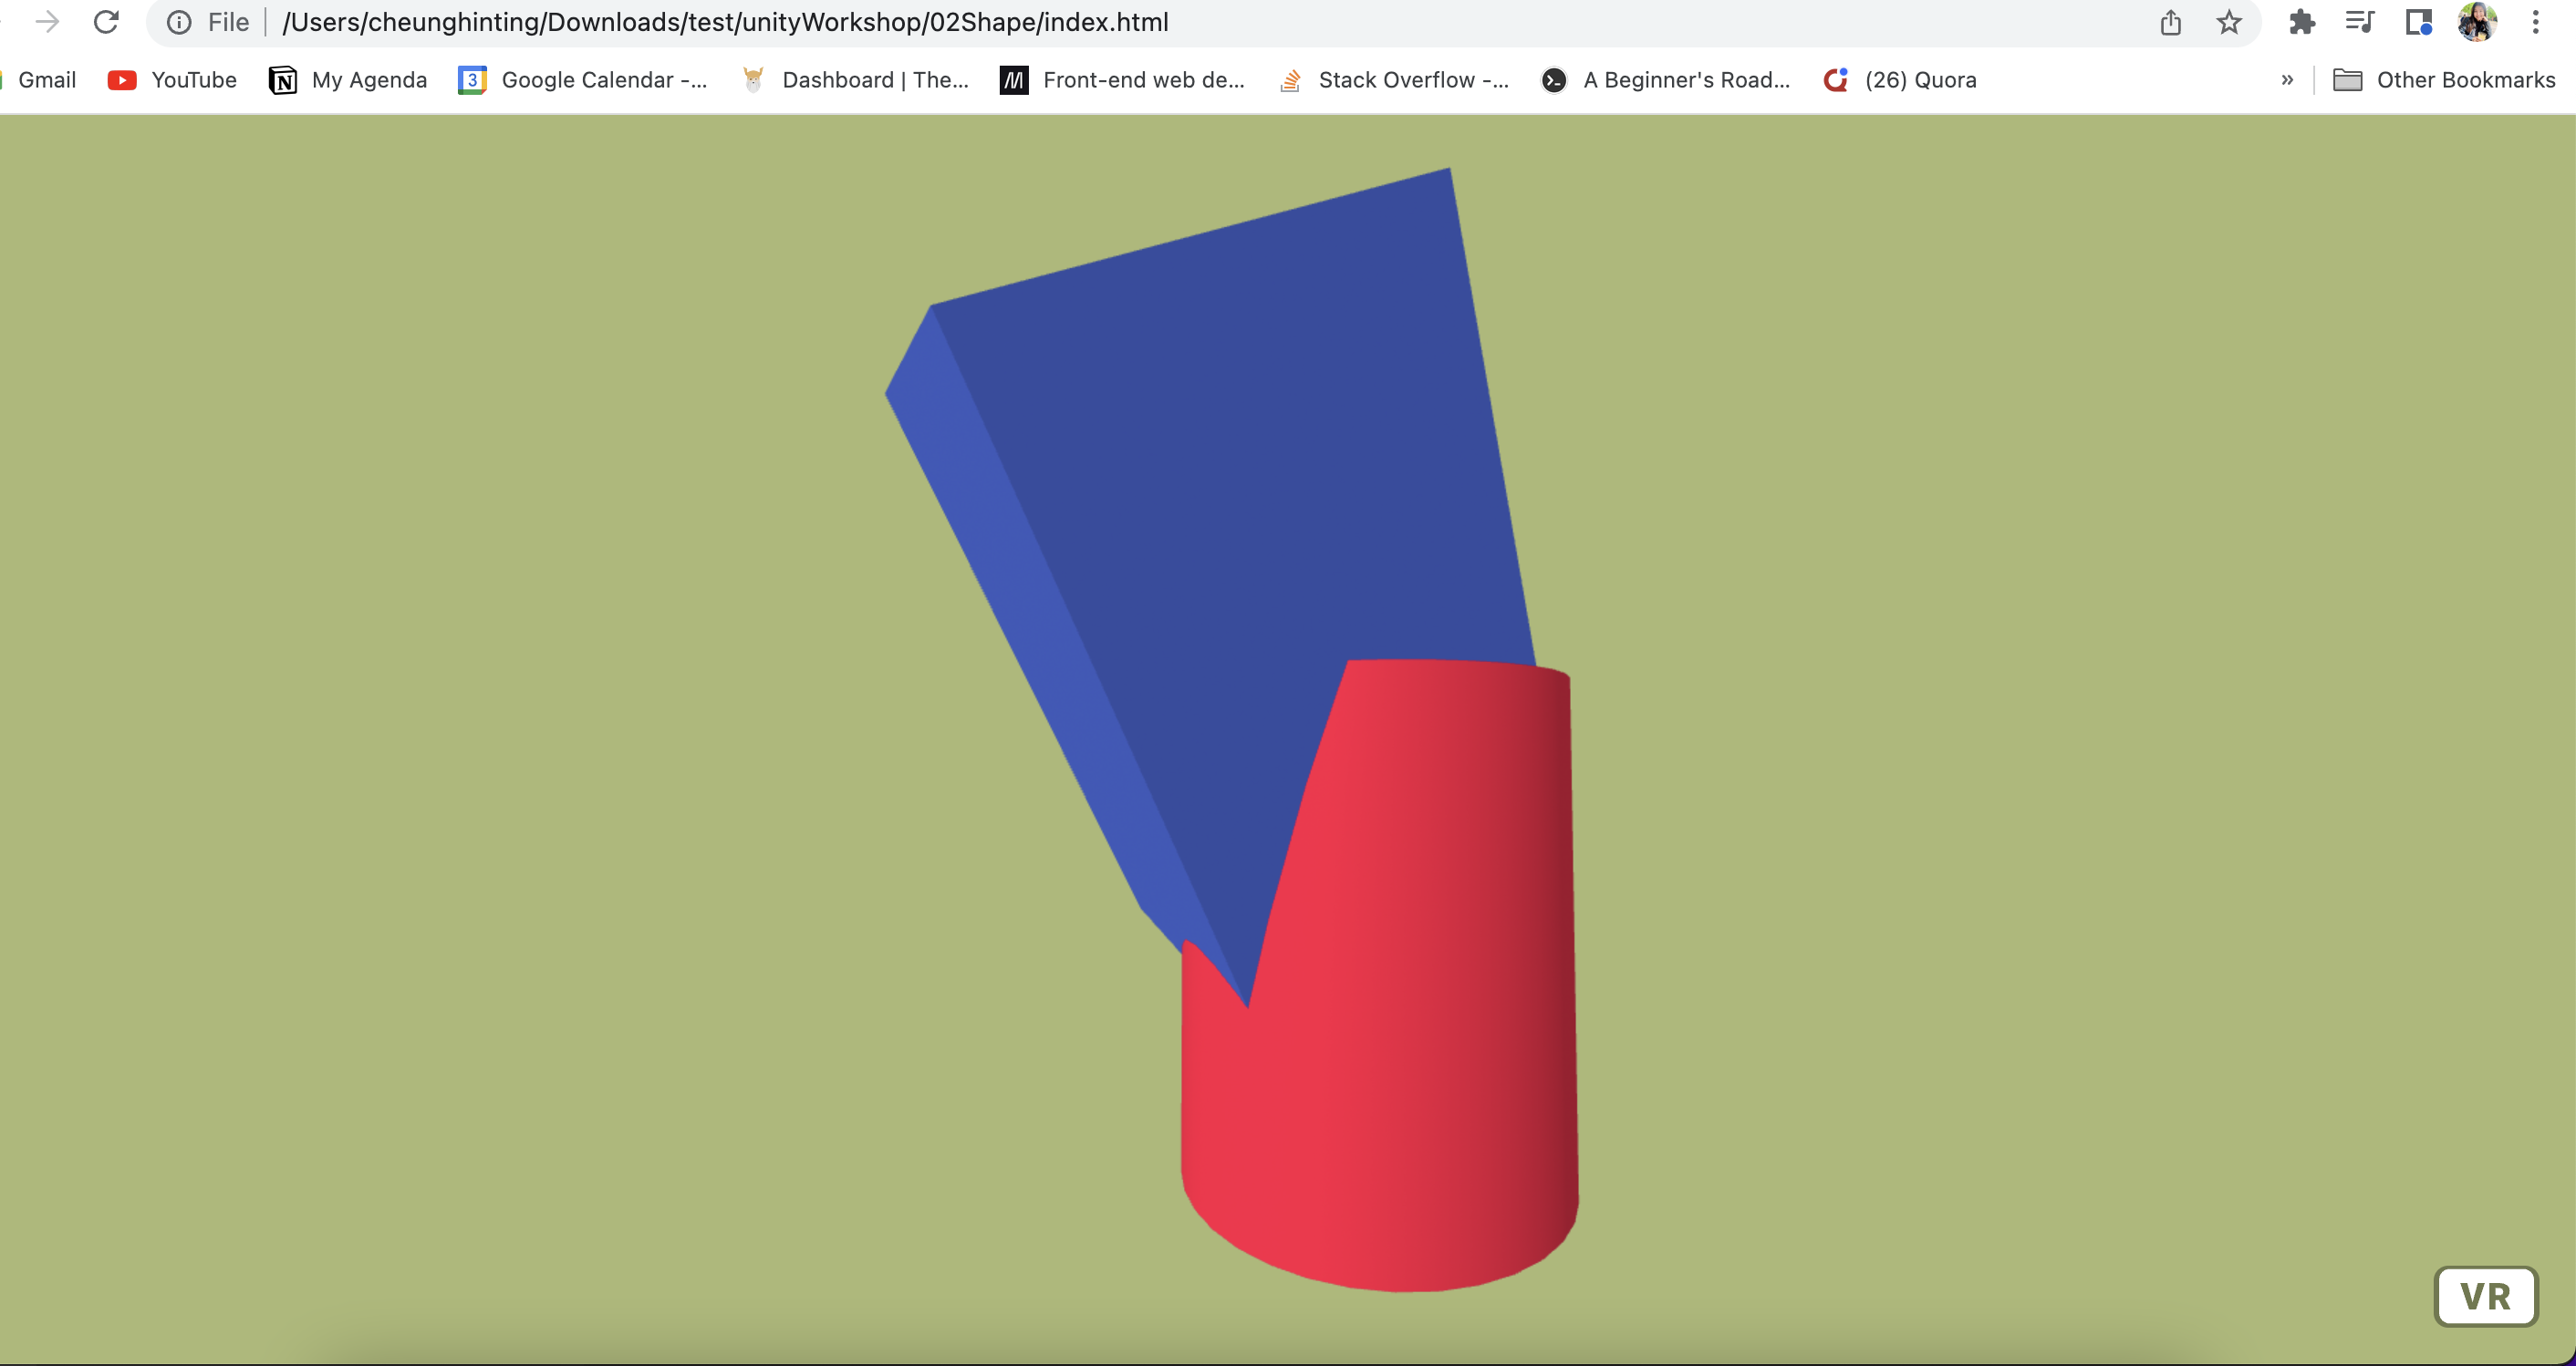 File /Users/cheunghinting/Downloads/test/unityWorkshop/02Shape/index.html
Gmail YouTube N My Agenda 3 Google Calendar -... Dashboard | The... M Front-end web de... Stack Overflow -... A Beginner's Road... (26) Quora » Other Bookmarks
VR